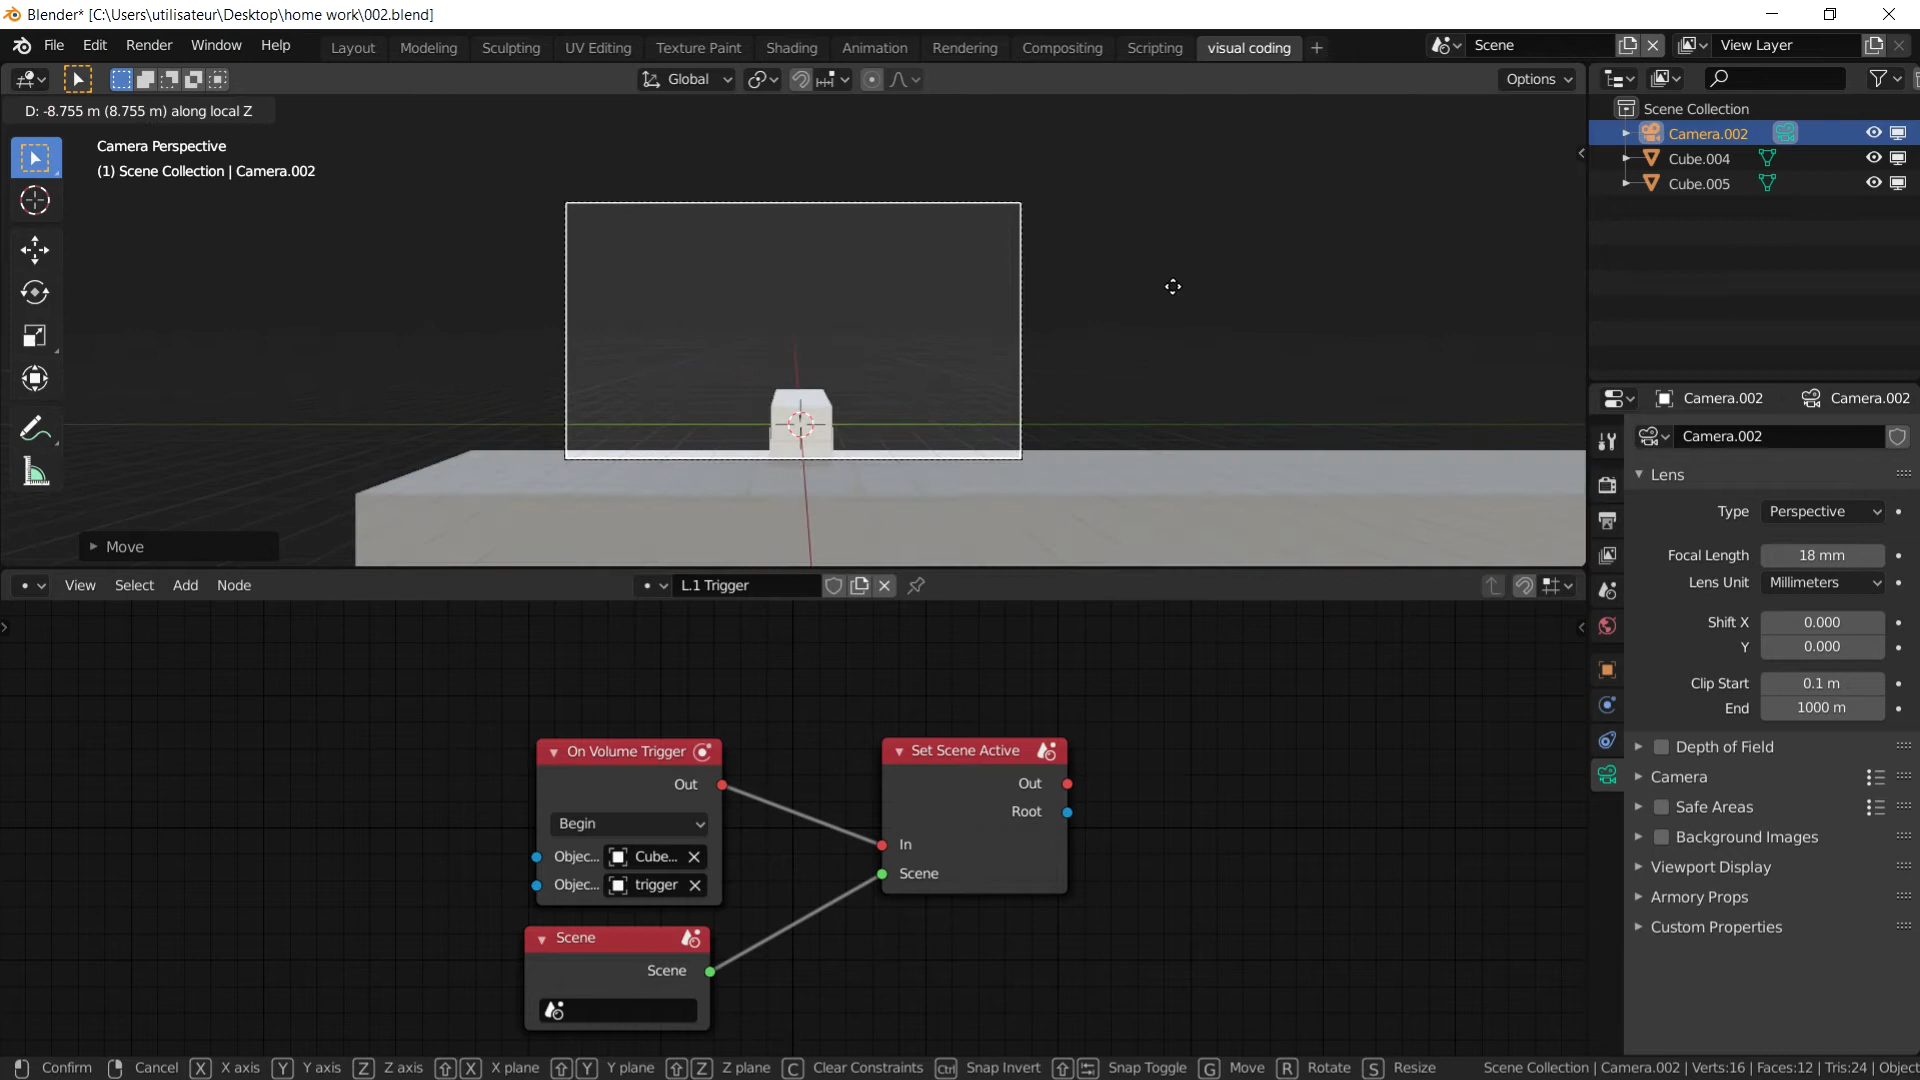 Blender* [C:\Users\utilisateur\Desktop\home work\002.blend]
File Edit Render Window Help
Layout Modeling Sculpting UV Editing Texture Paint Shading Animation Rendering Compositing Scripting visual coding
Scene
View Layer
Global
Options
D: -8.755 m (8.755 m) along local Z
Camera Perspective
(1) Scene Collection | Camera.002
Move
Scene Collection
Camera.002
Cube.004
Cube.005
Camera.002 Camera.002
Camera.002
Lens
Type Perspective
Focal Length 18 mm
Lens Unit Millimeters
Shift X 0.000
Y 0.000
Clip Start 0.1 m
End 1000 m
Depth of Field
Camera
Safe Areas
Background Images
Viewport Display
Armory Props
Custom Properties
View Select Add Node
L.1 Trigger
On Volume Trigger
Out
Begin
Objec... Cube...
Objec... trigger
Scene
Scene
Set Scene Active
Out
Root
In
Scene
Confirm Cancel X X axis Y Y axis Z Z axis X X plane Y Y plane Z Z plane C Clear Constraints Ctrl Snap Invert Snap Toggle G Move R Rotate S Resize
Scene Collection | Camera.002 | Verts:16 | Faces:12 | Tris:24 | Object